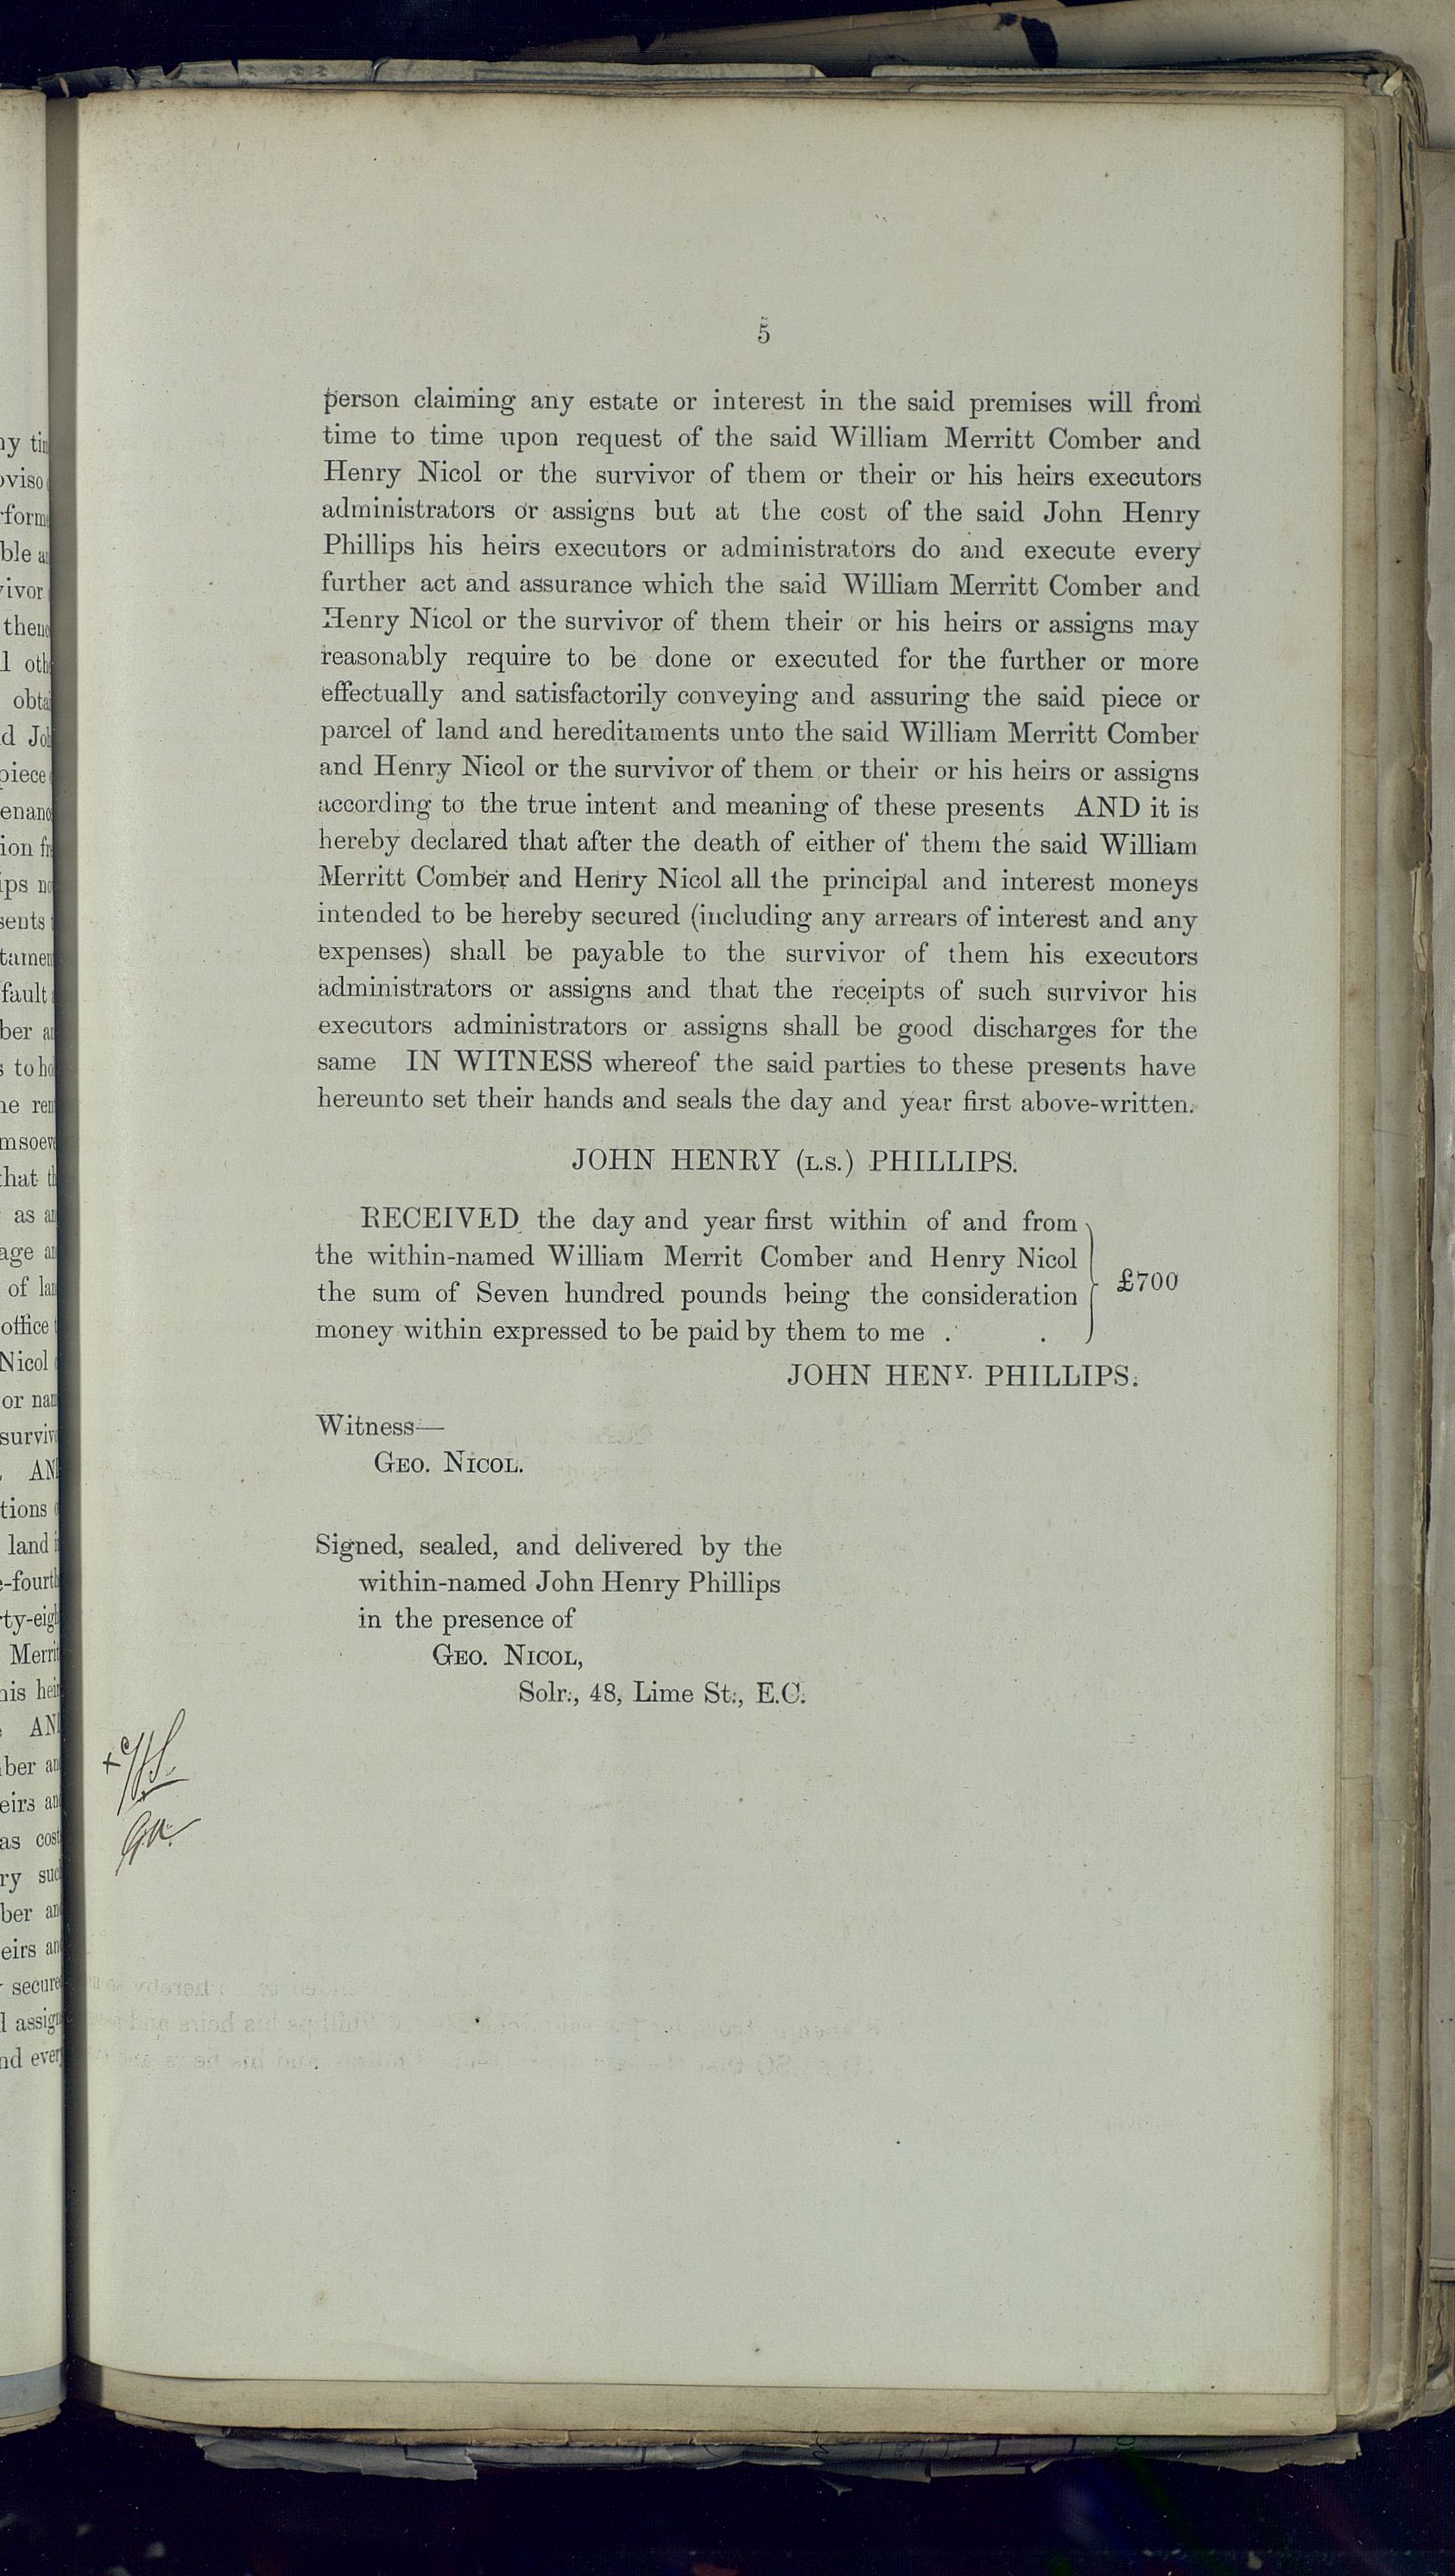 5
person claiming any estate or interest in the said premises will from
time to time upon request of the said William Merritt Comber and
Henry Nicol or the survivor of them or their or his heirs executors
administrators or assigns but at the cost of the said John Henry
Phillips his heirs executors or administrators do and execute every
further act and assurance which the said William Merritt Comber and
Henry Nicol or the survivor of them their or his heirs or assigns may
reasonably require to be done or executed for the further or more
effectually and satisfactorily conveying and assuring the said piece or
parcel of land and hereditaments unto the said William Merritt Comber
and Henry Nicol or the survivor of them or their or his heirs or assigns
according to the true intent and meaning of these presents AND it is
hereby declared that after the death of either of them the said William
Merritt Comber and Henry Nicol all the principal and interest moneys
intended to be hereby secured (including any arrears of interest and any
expenses) shall be payable to the survivor of them his executors
administrators or assigns and that the receipts of such survivor his
executors administrators or assigns shall be good discharges for the
same IN WITNESS whereof the said parties to these presents have
hereunto set their hands and seals the day and year first above-written.
JOHN HENRY (L.S.) PHILLIPS.
RECEIVED the day and year first within of and from
the within-named William Merrit Comber and Henry Nicol
the sum of Seven hundred pounds being the consideration
money within expressed to be paid by them to me . .
£700
JOHN HENY. PHILLIPS.
Witness—
GEO. NICOL.
Signed, sealed, and delivered by the
within-named John Henry Phillips
in the presence of
GEO. NICOL,
Solr., 48, Lime St., E.C.